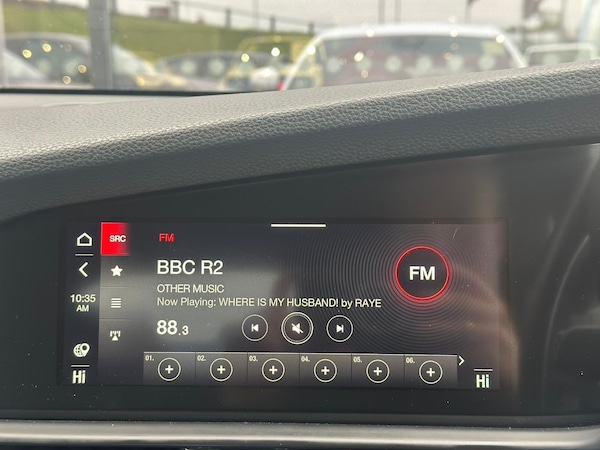 SRC FM
BBC R2
FM
OTHER MUSIC
Now Playing: WHERE IS MY HUSBAND! by RAYE
10:35
AM
88.3
01. 02. 03. 04. 05. 06.
Hi Hi